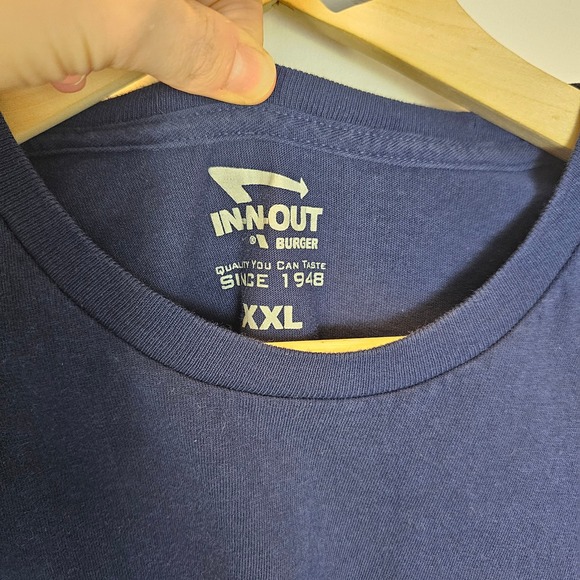 IN-N-OUT
® BURGER
QUALITY YOU CAN TASTE
SINCE 1948
XXL